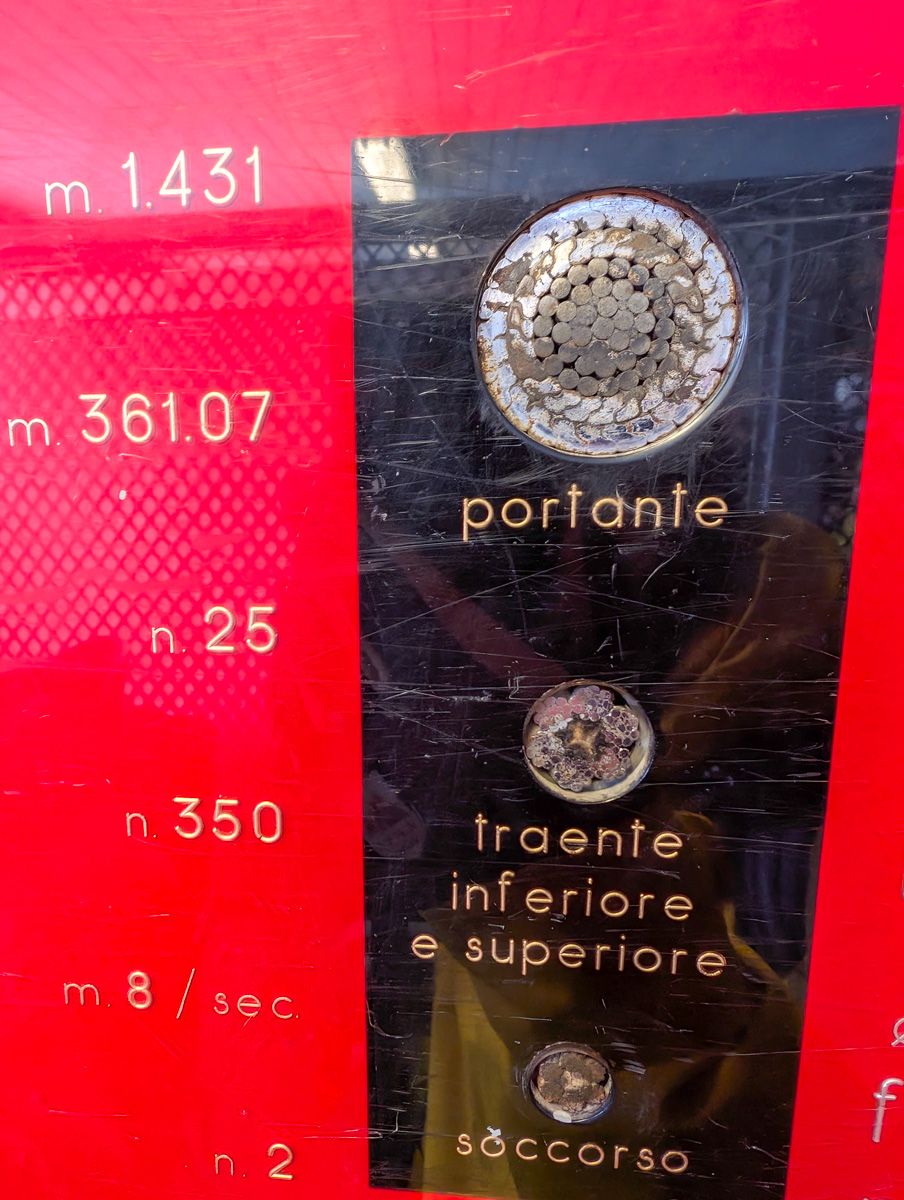 m. 1.431
m. 361.07
n. 25
n. 350
m. 8 / sec.
n. 2
portante
traente
inferiore
e superiore
soccorso
f